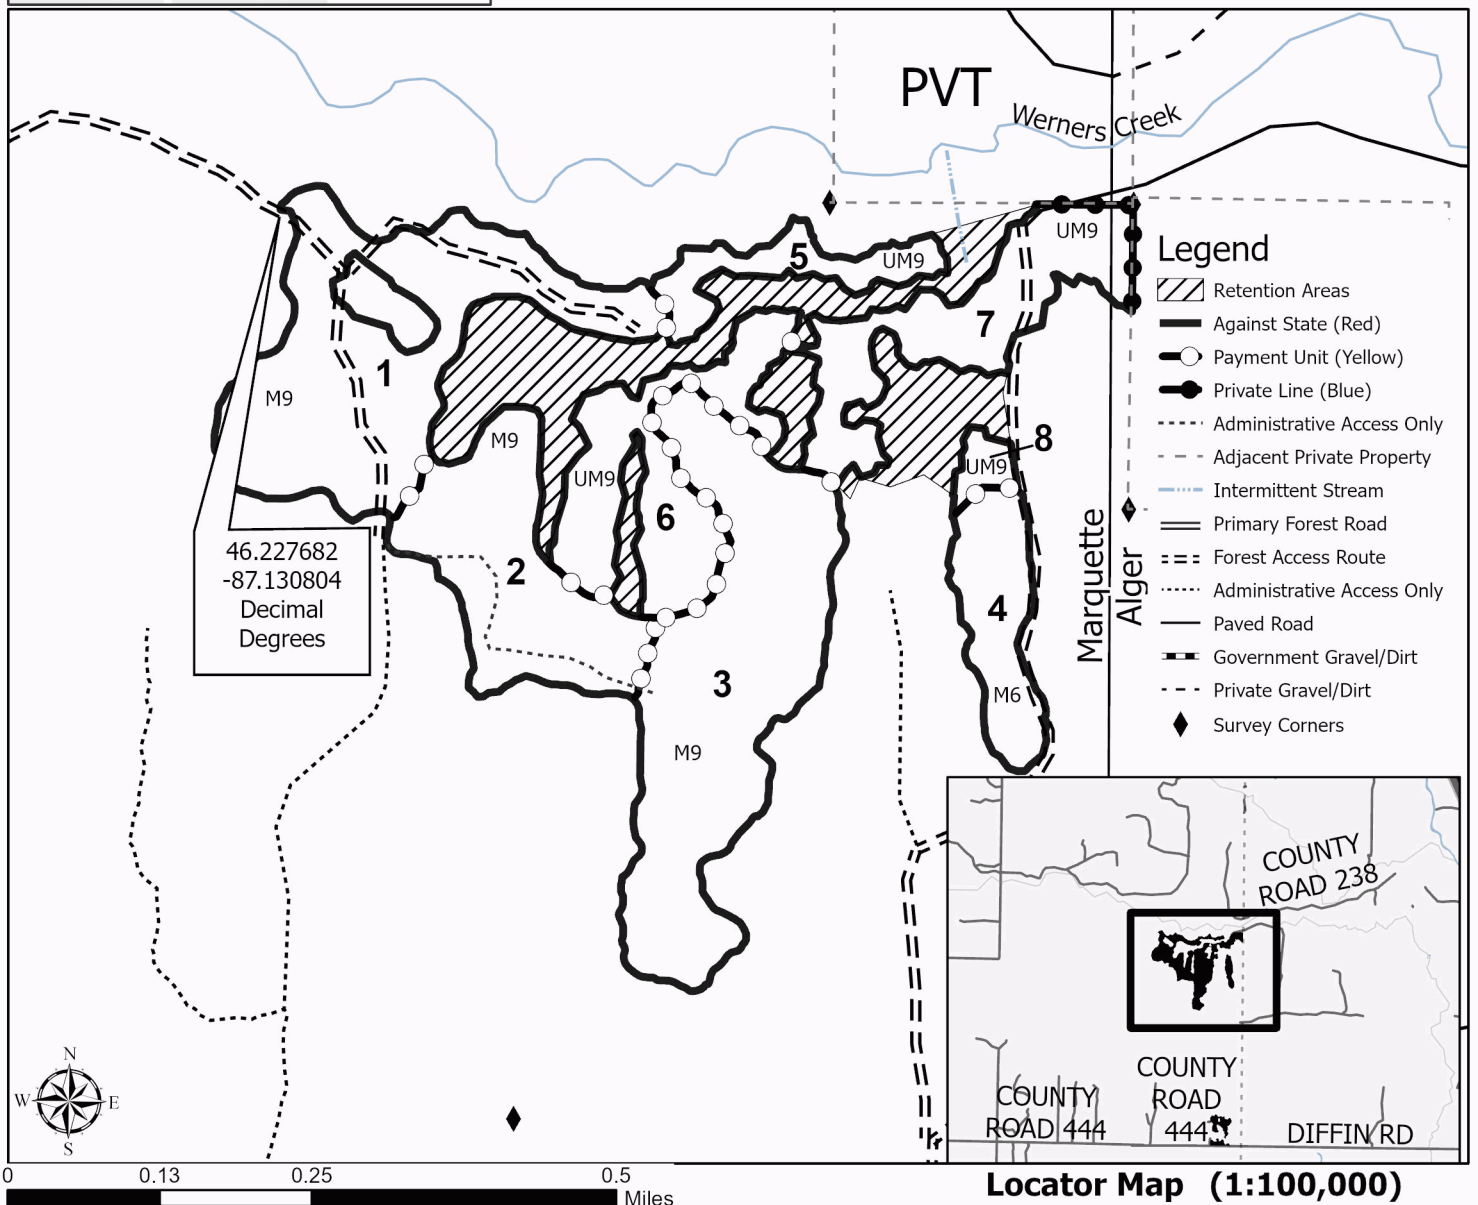 PVT
Werners Creek
UM9
5
UM9
7
1
M9
M9
UM9
8
UM9
6
2
4
3
M6
M9
46.227682
-87.130804
Decimal
Degrees
Marquette
Alger
Legend
Retention Areas
Against State (Red)
Payment Unit (Yellow)
Private Line (Blue)
Administrative Access Only
Adjacent Private Property
Intermittent Stream
Primary Forest Road
Forest Access Route
Administrative Access Only
Paved Road
Government Gravel/Dirt
Private Gravel/Dirt
Survey Corners
COUNTY
ROAD 238
COUNTY
ROAD 444
COUNTY
ROAD
444
DIFFIN RD
N
W E
S
0 0.13 0.25 0.5
Miles
Locator Map (1:100,000)